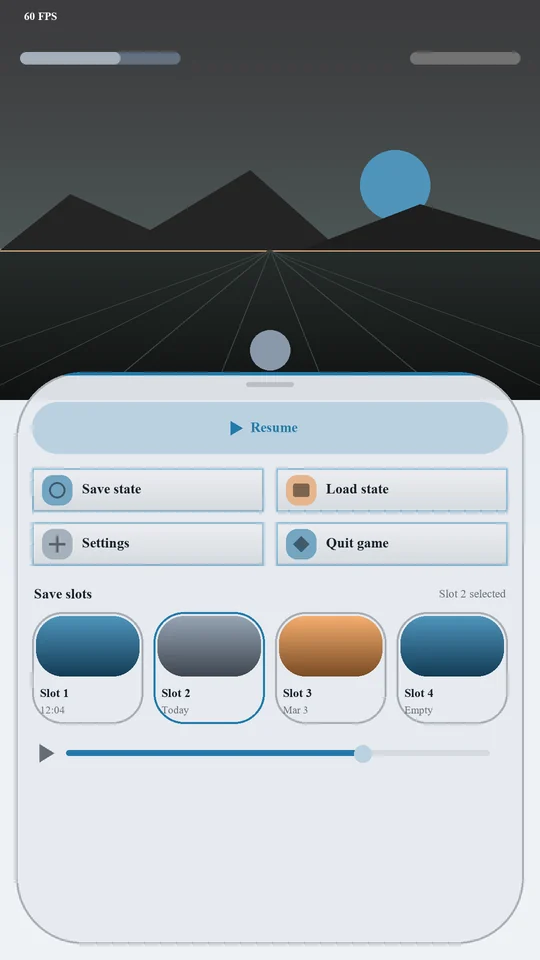 60 FPS
Resume
Save state
Load state
Settings
Quit game
Save slots
Slot 2 selected
Slot 1
12:04
Slot 2
Today
Slot 3
Mar 3
Slot 4
Empty